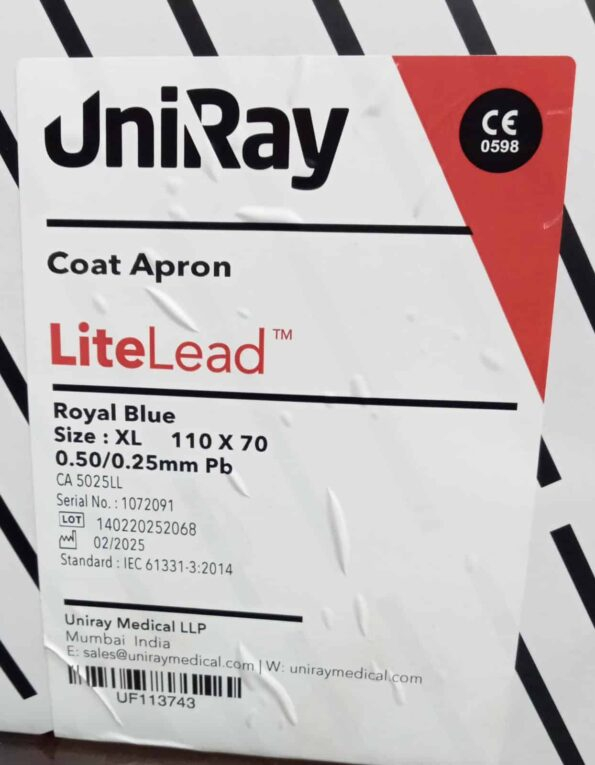 UniRay
CE
0598
Coat Apron
LiteLead™
Royal Blue
Size : XL 110 X 70
0.50/0.25mm Pb
CA 5025LL
Serial No. : 1072091
LOT 140220252068
02/2025
Standard : IEC 61331-3:2014
Uniray Medical LLP
Mumbai India
E: sales@uniraymedical.com | W: uniraymedical.com
UF113743